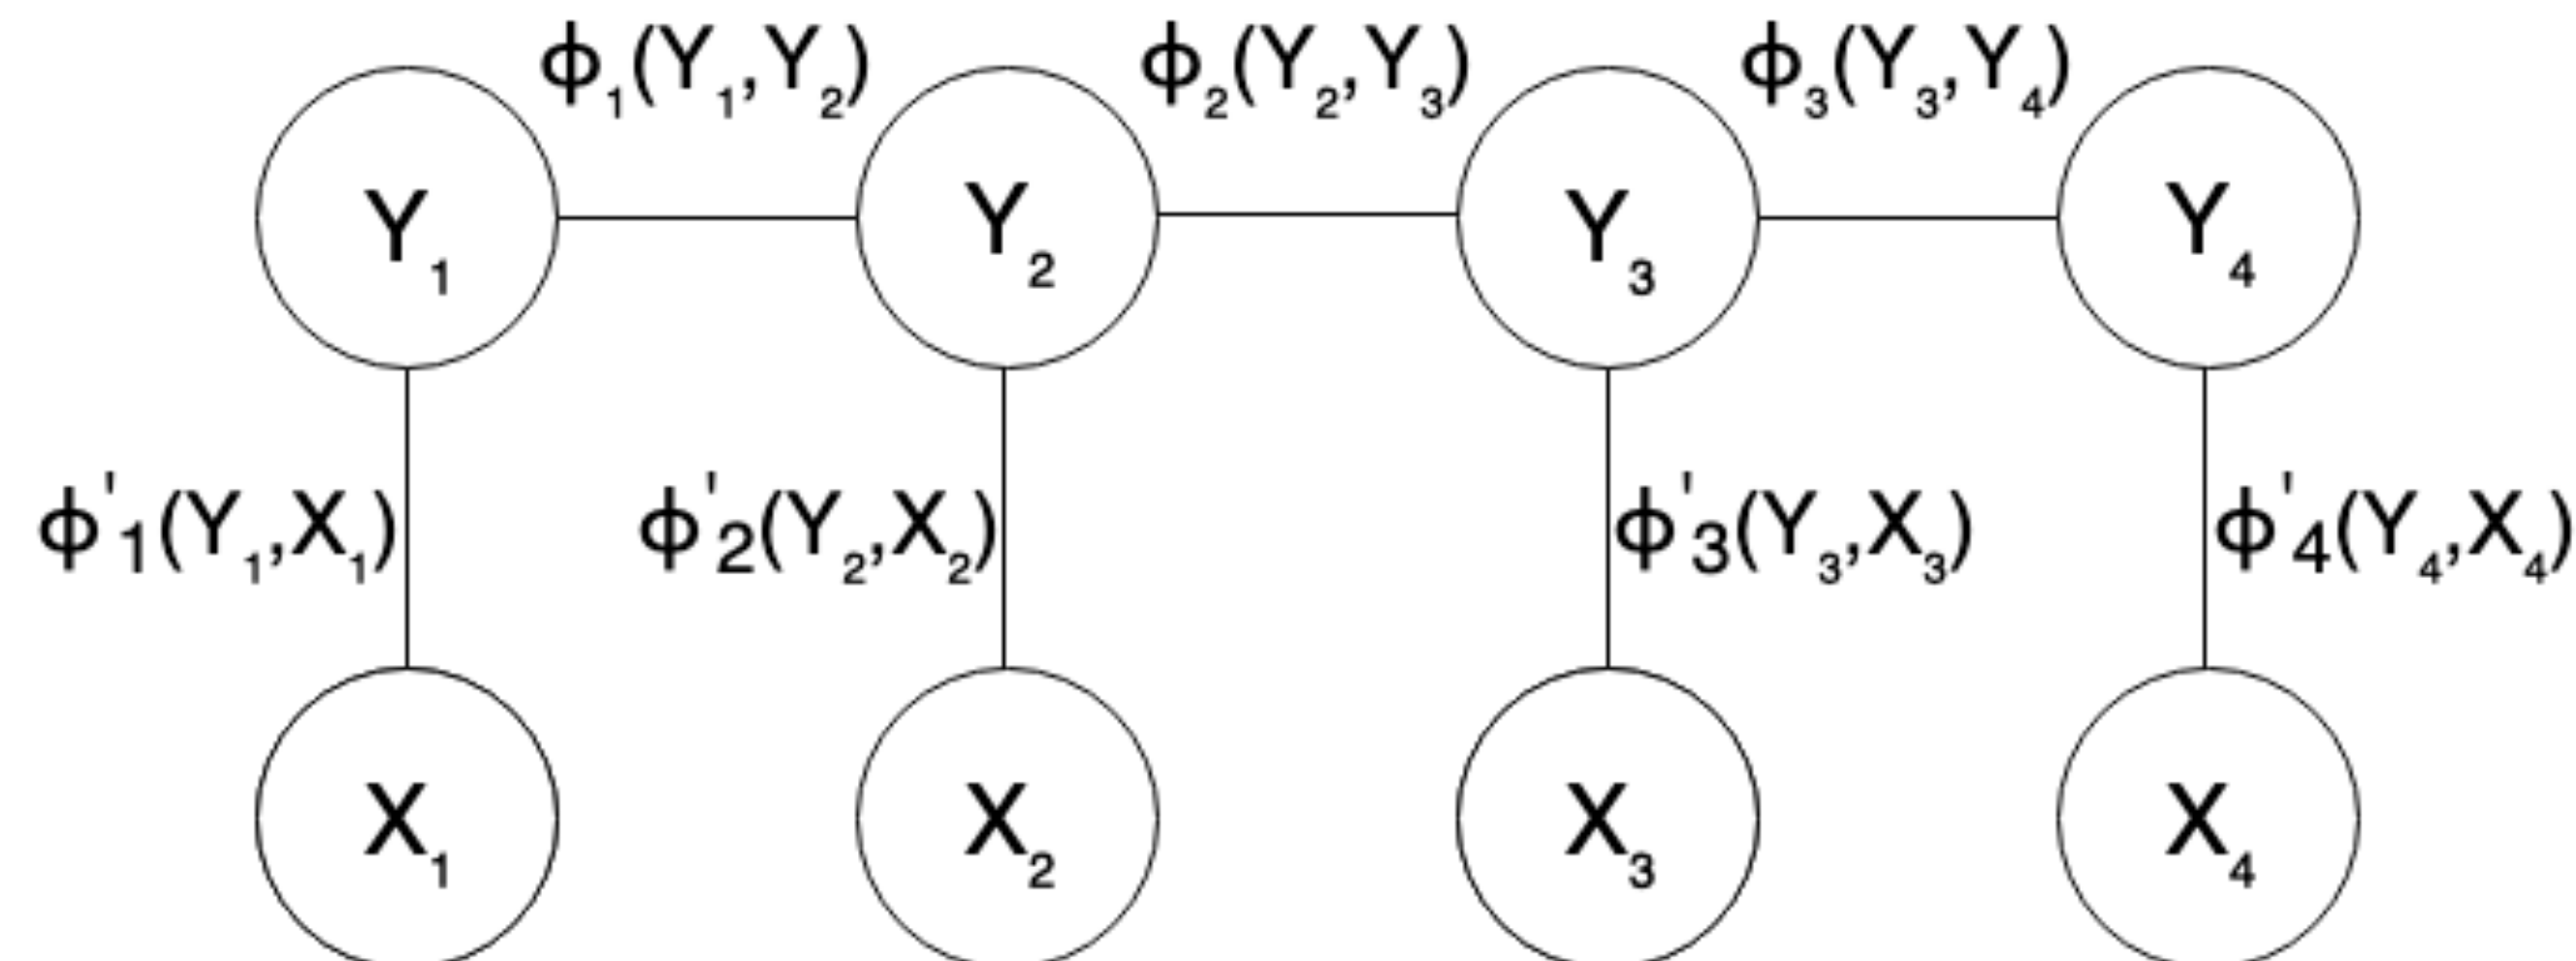 ϕ₁(Y₁,Y₂) ϕ₂(Y₂,Y₃) ϕ₃(Y₃,Y₄)
Y₁ Y₂ Y₃ Y₄
ϕ'₁(Y₁,X₁) ϕ'₂(Y₂,X₂) ϕ'₃(Y₃,X₃) ϕ'₄(Y₄,X₄)
X₁ X₂ X₃ X₄